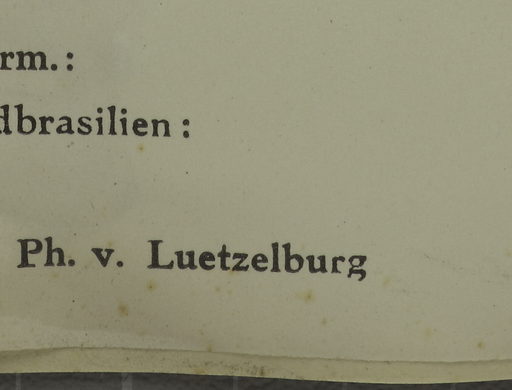 rm.:
dbrasilien:
Ph. v. Luetzelburg